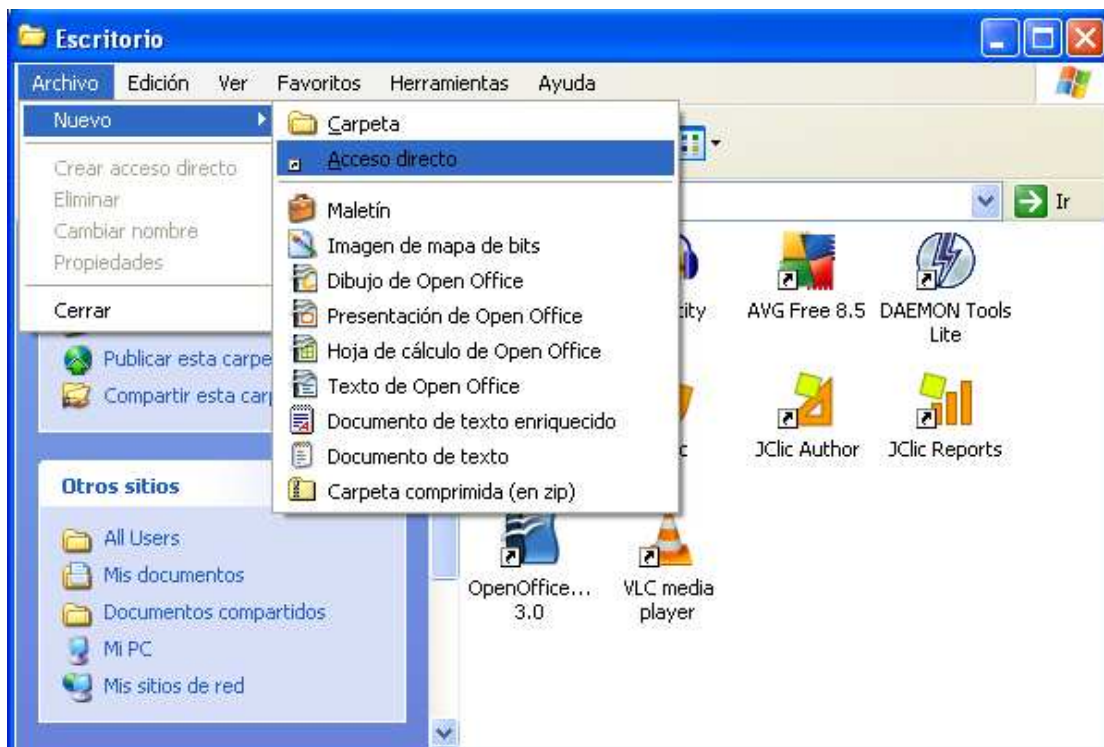 Escritorio
Archivo Edición Ver Favoritos Herramientas Ayuda
Nuevo
Crear acceso directo
Eliminar
Cambiar nombre
Propiedades
Cerrar
Carpeta
Acceso directo
Maletín
Imagen de mapa de bits
Dibujo de Open Office
Presentación de Open Office
Hoja de cálculo de Open Office
Texto de Open Office
Documento de texto enriquecido
Documento de texto
Carpeta comprimida (en zip)
Ir
Publicar esta carpe
Compartir esta car
Otros sitios
All Users
Mis documentos
Documentos compartidos
Mi PC
Mis sitios de red
AVG Free 8.5
DAEMON Tools
Lite
JClic Author
JClic Reports
OpenOffice...
3.0
VLC media
player